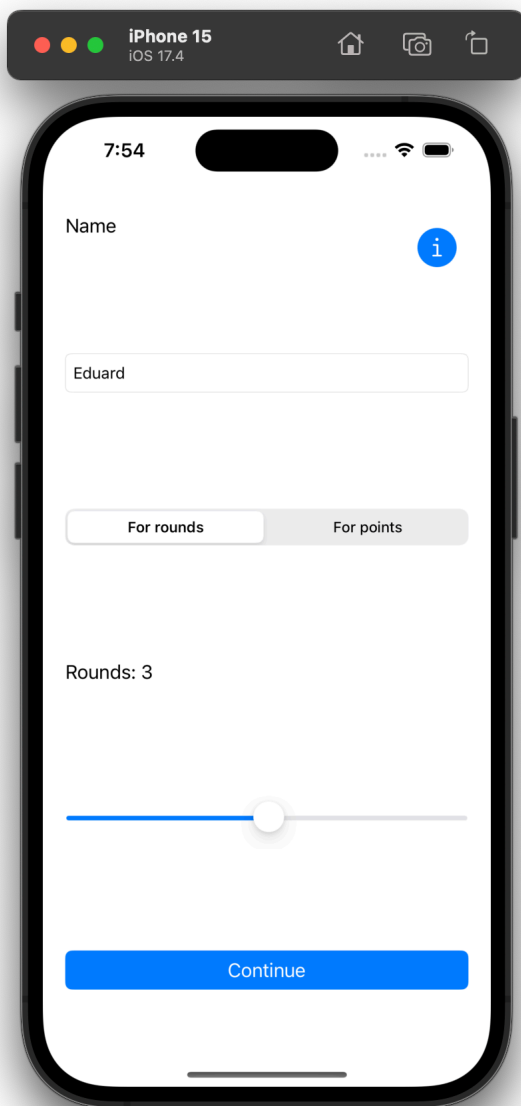 iPhone 15
iOS 17.4
7:54
Name
i
Eduard
For rounds
For points
Rounds: 3
Continue